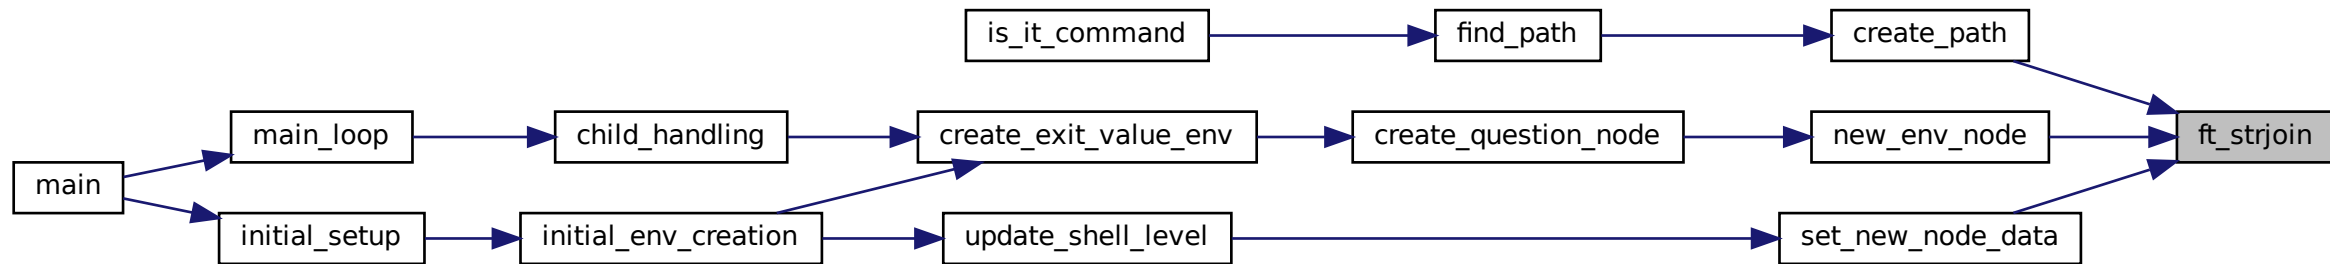 is_it_command
find_path
create_path
main_loop
child_handling
create_exit_value_env
create_question_node
new_env_node
ft_strjoin
main
initial_setup
initial_env_creation
update_shell_level
set_new_node_data